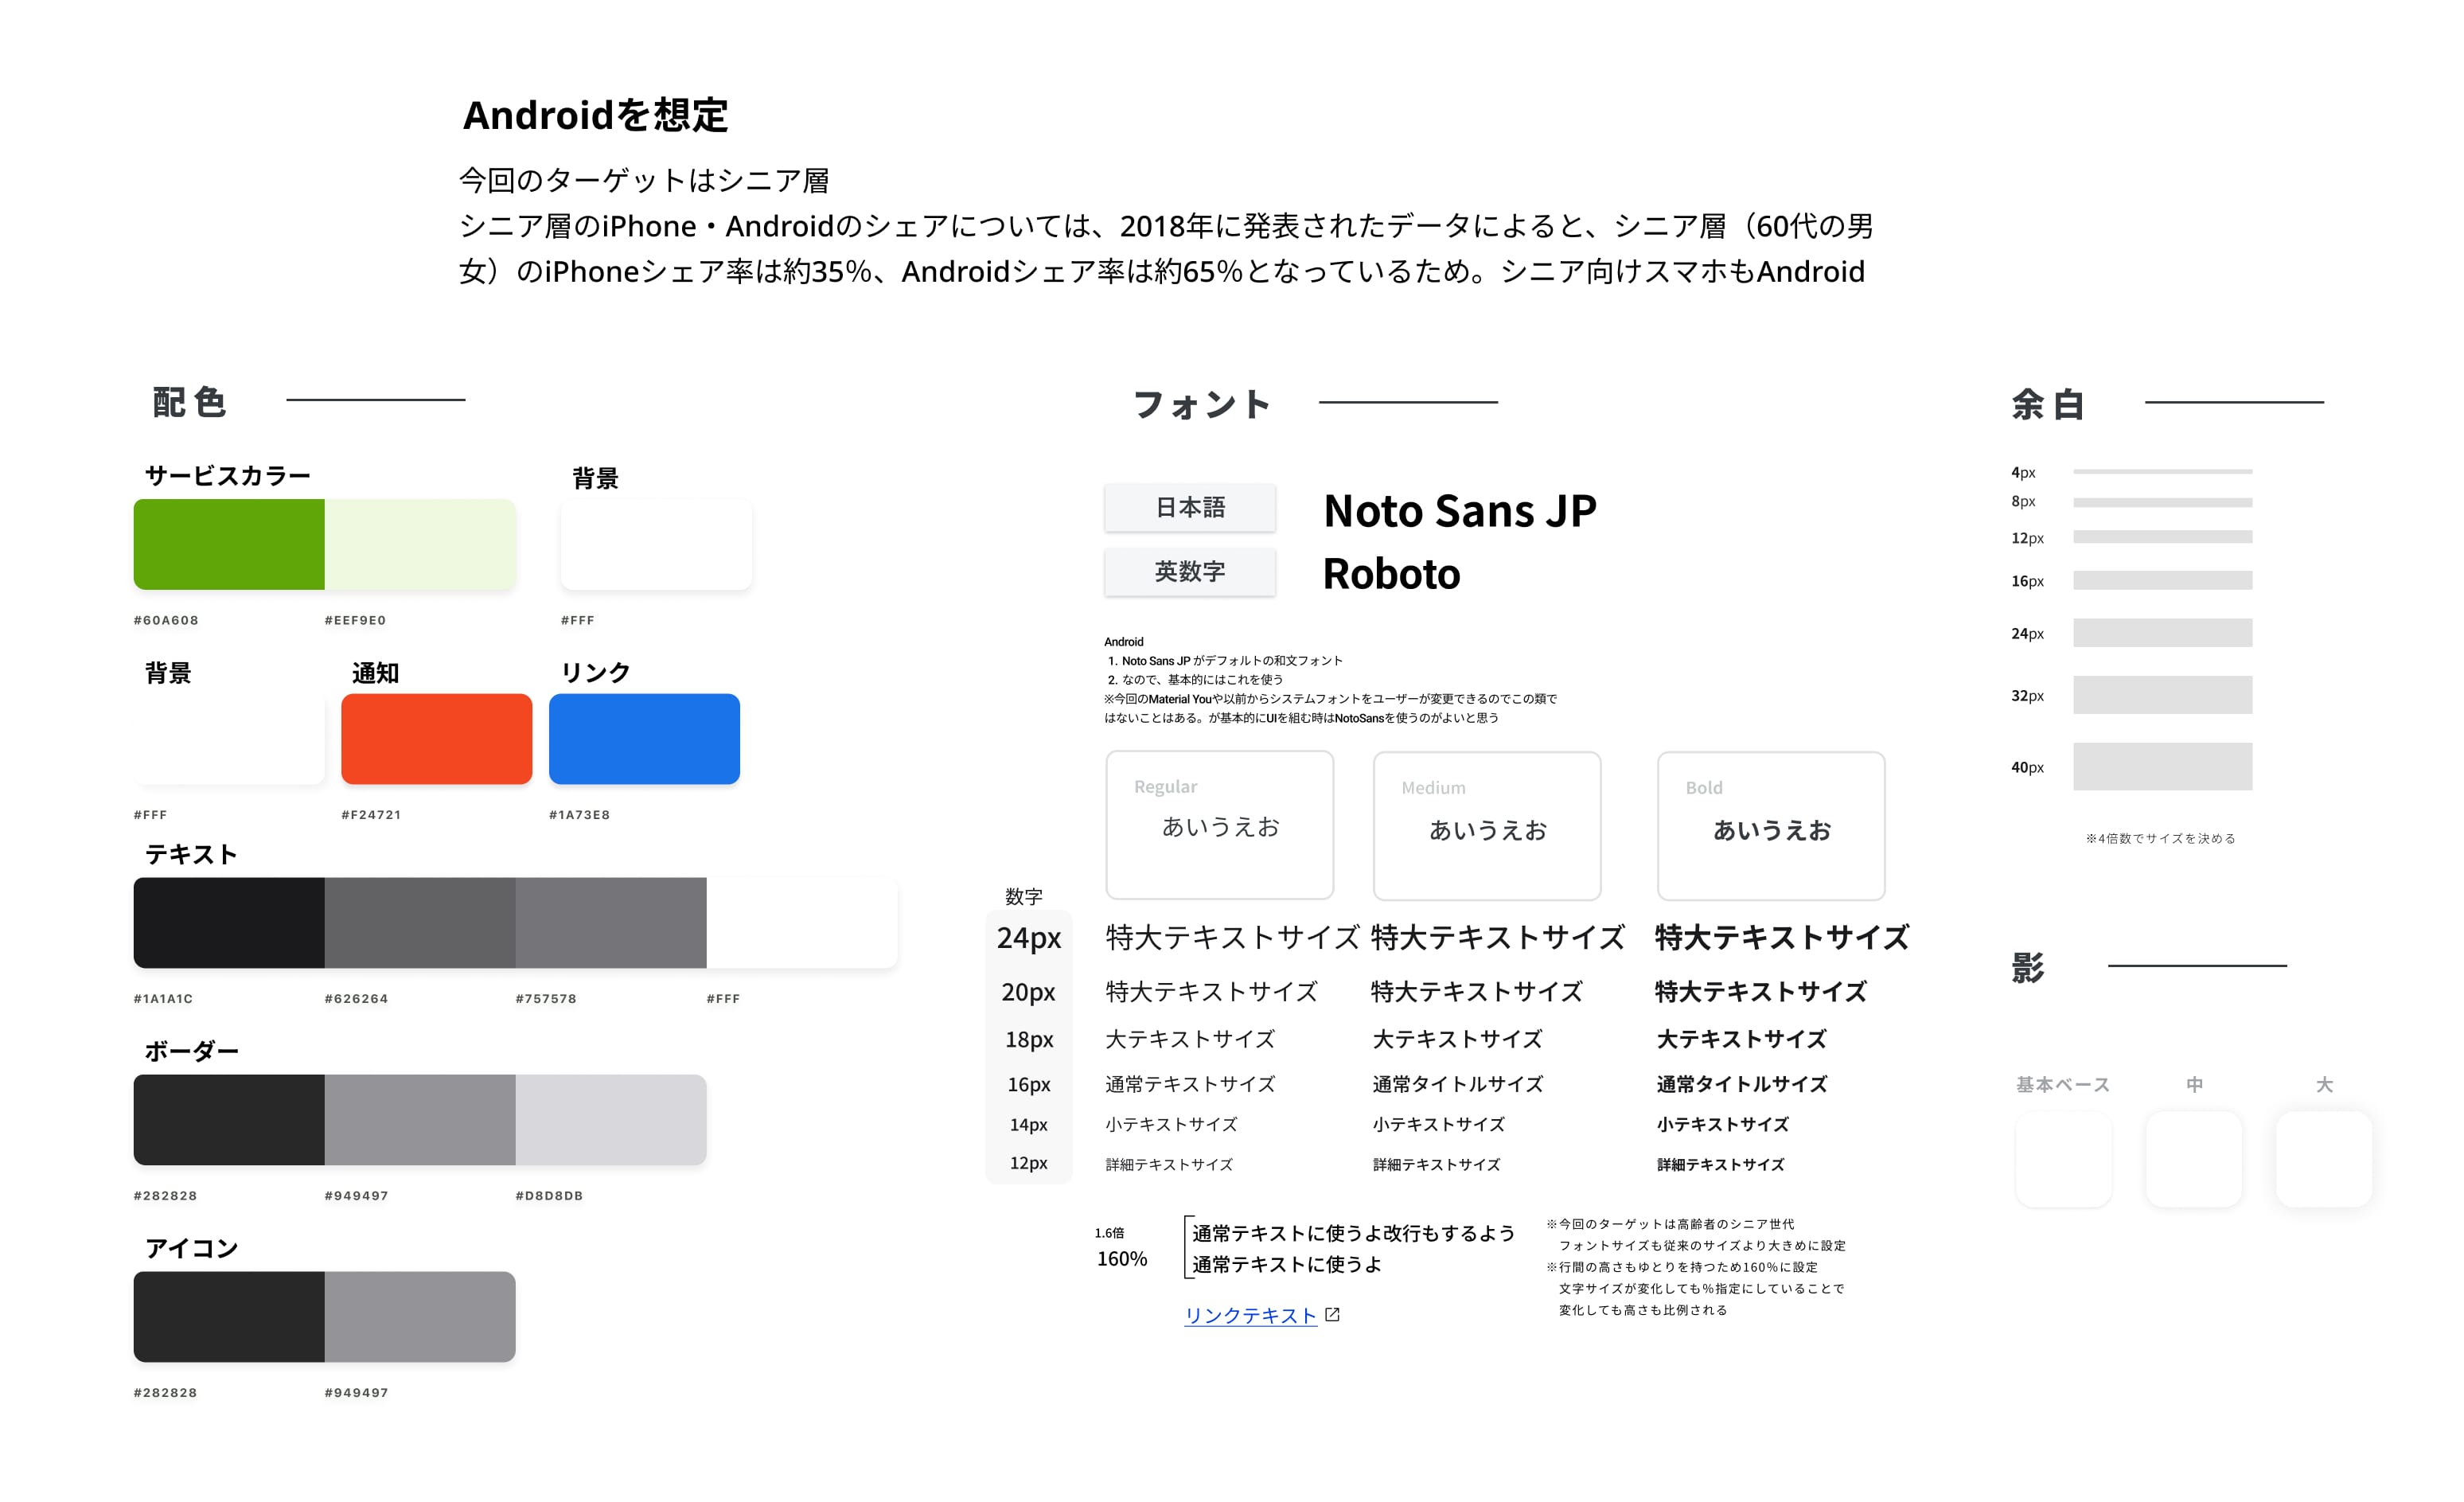 Androidを想定
今回のターゲットはシニア層
シニア層のiPhone・Androidのシェアについては、2018年に発表されたデータによると、シニア層（60代の男
女）のiPhoneシェア率は約35%、Androidシェア率は約65%となっているため。シニア向けスマホもAndroid
配色
サービスカラー
背景
#60A608
#EEF9E0
#FFF
背景
通知
リンク
#FFF
#F24721
#1A73E8
テキスト
#1A1A1C
#626264
#757578
#FFF
ボーダー
#282828
#949497
#D8D8DB
アイコン
#282828
#949497
フォント
日本語
Noto Sans JP
英数字
Roboto
Android
1. Noto Sans JP がデフォルトの和文フォント
2. なので、基本的にはこれを使う
※今回のMaterial Youや以前からシステムフォントをユーザーが変更できるのでこの類で
はないことはある。が基本的にUIを組む時はNotoSansを使うのがよいと思う
Regular
あいうえお
Medium
あいうえお
Bold
あいうえお
数字
24px 特大テキストサイズ 特大テキストサイズ 特大テキストサイズ
20px 特大テキストサイズ 特大テキストサイズ 特大テキストサイズ
18px 大テキストサイズ 大テキストサイズ 大テキストサイズ
16px 通常テキストサイズ 通常タイトルサイズ 通常タイトルサイズ
14px 小テキストサイズ 小テキストサイズ 小テキストサイズ
12px 詳細テキストサイズ 詳細テキストサイズ 詳細テキストサイズ
1.6倍
160%
通常テキストに使うよ改行もするよう
通常テキストに使うよ
リンクテキスト
※今回のターゲットは高齢者のシニア世代
フォントサイズも従来のサイズより大きめに設定
※行間の高さもゆとりを持つため160%に設定
文字サイズが変化しても%指定にしていることで
変化しても高さも比例される
余白
4px
8px
12px
16px
24px
32px
40px
※4倍数でサイズを決める
影
基本ベース
中
大